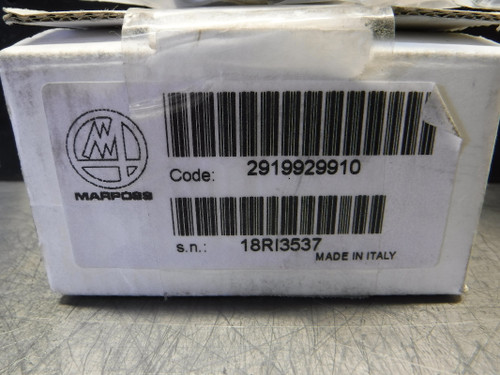 MARPOSS
Code: 2919929910
s.n.: 18RI3537
MADE IN ITALY